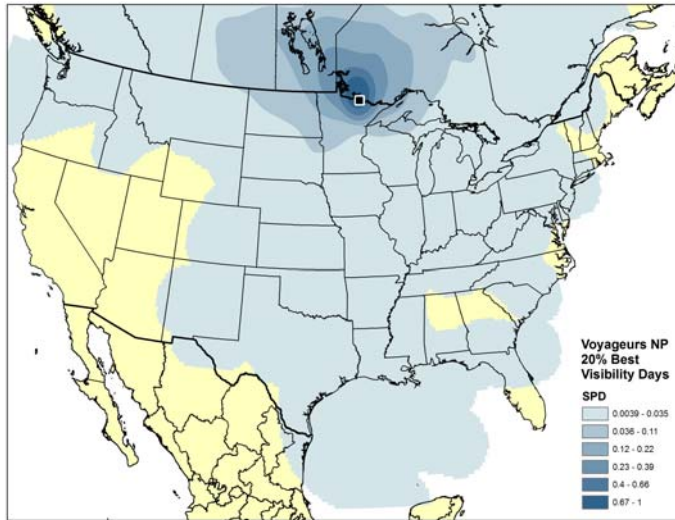 Voyageurs NP
20% Best
Visibility Days
SPD
0.0039 - 0.035
0.036 - 0.11
0.12 - 0.22
0.23 - 0.39
0.4 - 0.66
0.67 - 1